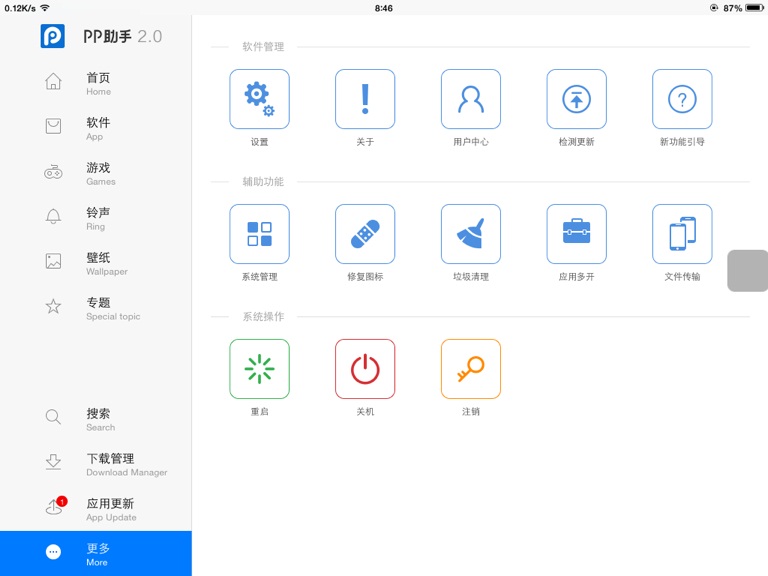 0.12K/s
8:46
87%
PP助手 2.0
首页
Home
软件
App
游戏
Games
铃声
Ring
壁纸
Wallpaper
专题
Special topic
搜索
Search
下载管理
Download Manager
1
应用更新
App Update
更多
More
软件管理
设置
关于
用户中心
检测更新
新功能引导
辅助功能
系统管理
修复图标
垃圾清理
应用多开
文件传输
系统操作
重启
关机
注销